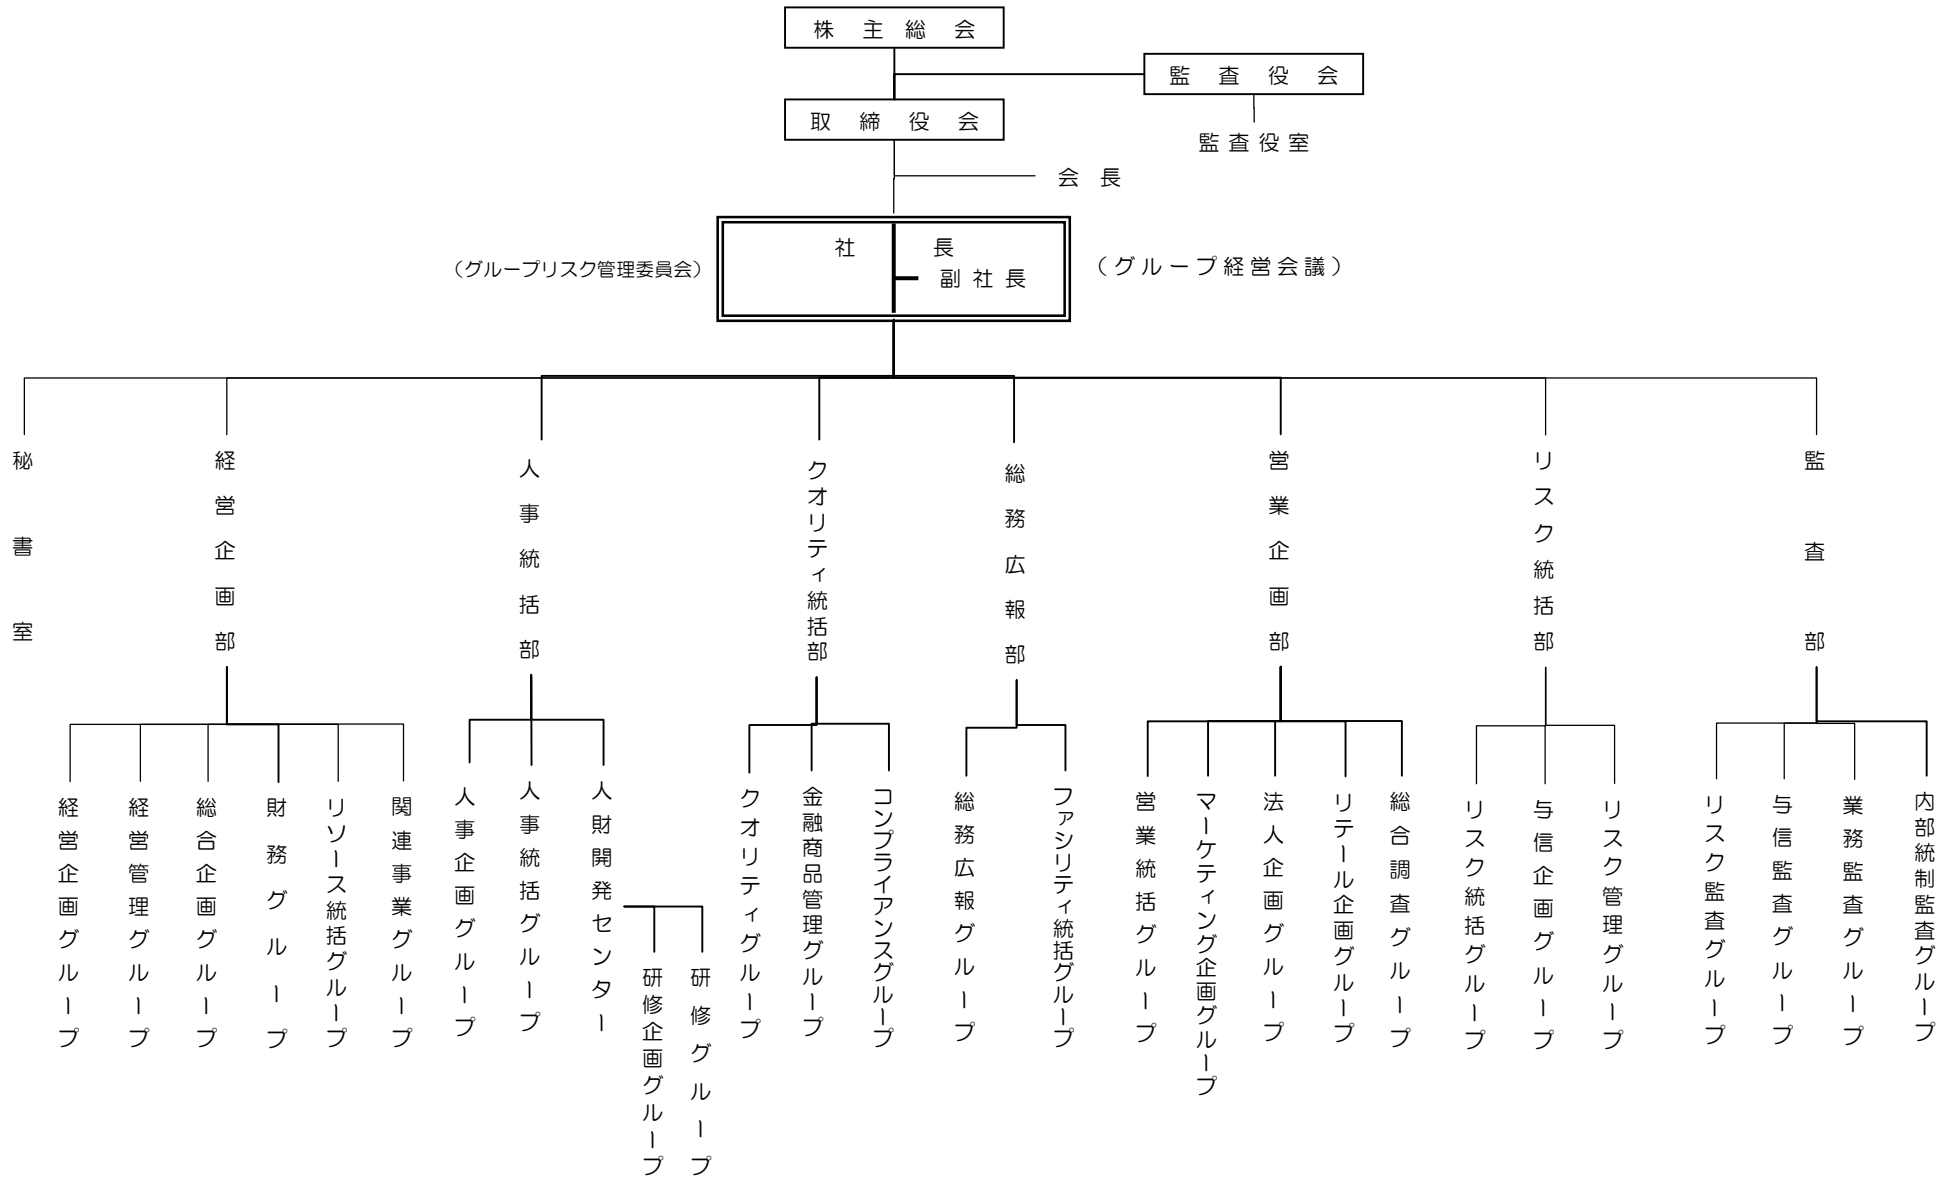 株主総会
監査役会
取締役会
監査役室
会長
社長
(グループリスク管理委員会)
(グループ経営会議)
副社長
秘書室
経営企画部
人事統括部
クオリティ統括部
総務広報部
営業企画部
リスク統括部
監査部
経営企画グループ
経営管理グループ
総合企画グループ
財務グループ
リソース統括グループ
関連事業グループ
人事企画グループ
人事統括グループ
人財開発センター
研修企画グループ
研修グループ
クオリティグループ
金融商品管理グループ
コンプライアンスグループ
総務広報グループ
ファシリティ統括グループ
営業統括グループ
マーケティング企画グループ
法人企画グループ
リテール企画グループ
総合調査グループ
リスク統括グループ
与信企画グループ
リスク管理グループ
リスク監査グループ
与信監査グループ
業務監査グループ
内部統制監査グループ